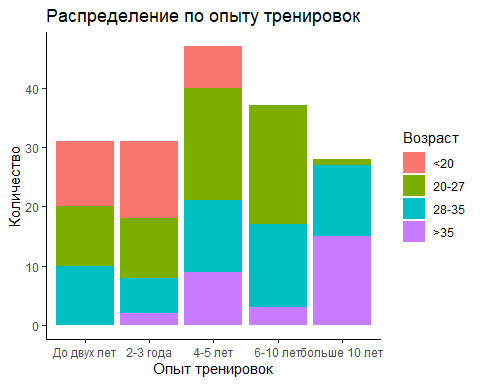 Распределение по опыту тренировок
Количество
40
30
20
10
0
До двух лет
2-3 года
4-5 лет
6-10 лет
больше 10 лет
Опыт тренировок
Возраст
<20
20-27
28-35
>35